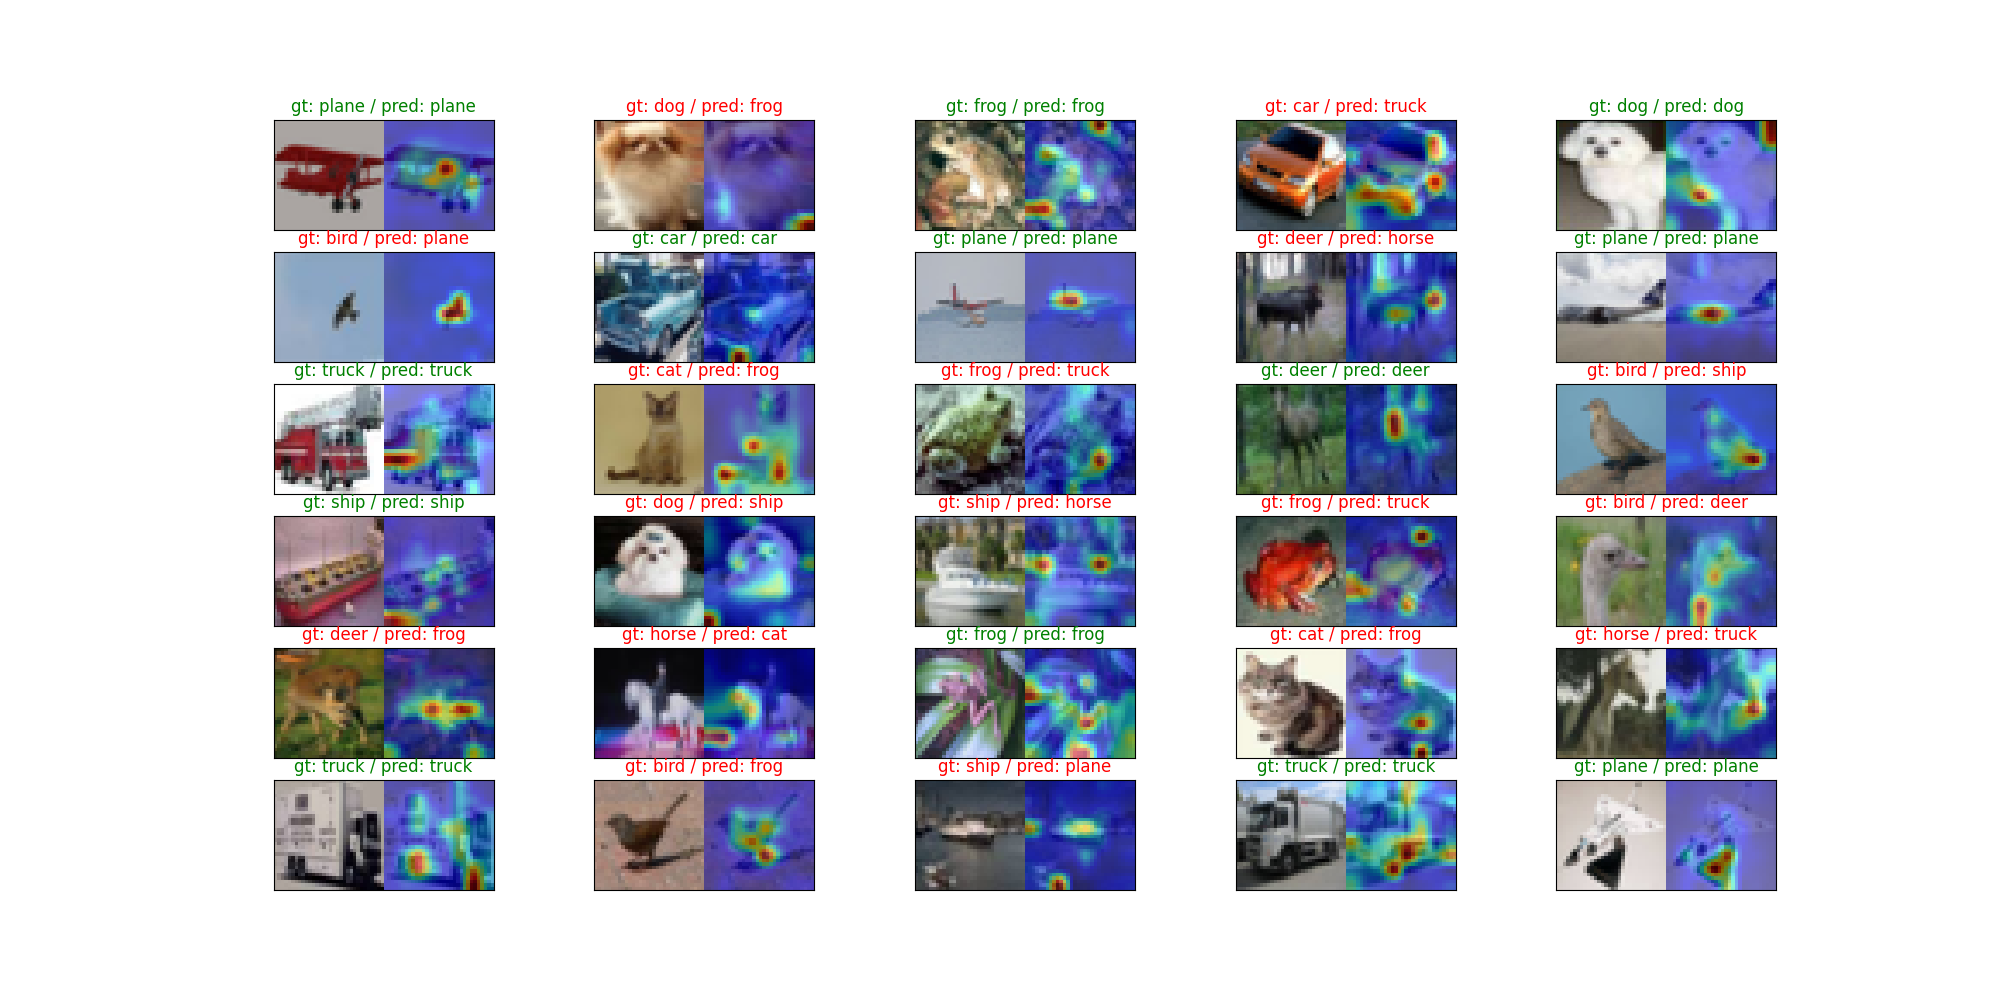 gt: plane / pred: plane
gt: dog / pred: frog
gt: frog / pred: frog
gt: car / pred: truck
gt: dog / pred: dog
gt: bird / pred: plane
gt: car / pred: car
gt: plane / pred: plane
gt: deer / pred: horse
gt: plane / pred: plane
gt: truck / pred: truck
gt: cat / pred: frog
gt: frog / pred: truck
gt: deer / pred: deer
gt: bird / pred: ship
gt: ship / pred: ship
gt: dog / pred: ship
gt: ship / pred: horse
gt: frog / pred: truck
gt: bird / pred: deer
gt: deer / pred: frog
gt: horse / pred: cat
gt: frog / pred: frog
gt: cat / pred: frog
gt: horse / pred: truck
gt: truck / pred: truck
gt: bird / pred: frog
gt: ship / pred: plane
gt: truck / pred: truck
gt: plane / pred: plane